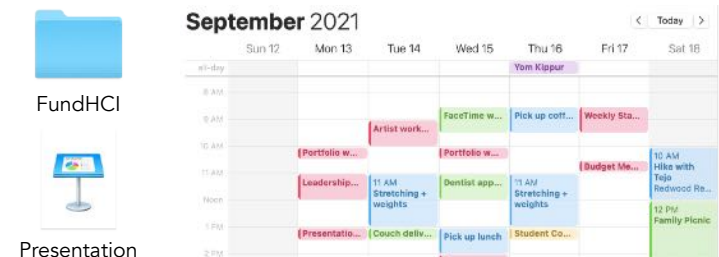 September 2021
Today
Sun 12 Mon 13 Tue 14 Wed 15 Thu 16 Fri 17 Sat 18
all-day Yom Kippur
8 AM
FundHCI
9 AM FaceTime w... Pick up coff... Weekly Sta...
Artist work...
10 AM
Portfolio w... Portfolio w... 10 AM
Hike with
Tejo
Redwood Re...
11 AM Budget Me...
Leadership... 11 AM
Stretching +
weights
Dentist app... 11 AM
Stretching +
weights
Noon
12 PM
Family Picnic
1 PM
Presentatio... Couch deliv... Pick up lunch Student Co...
2 PM
Presentation